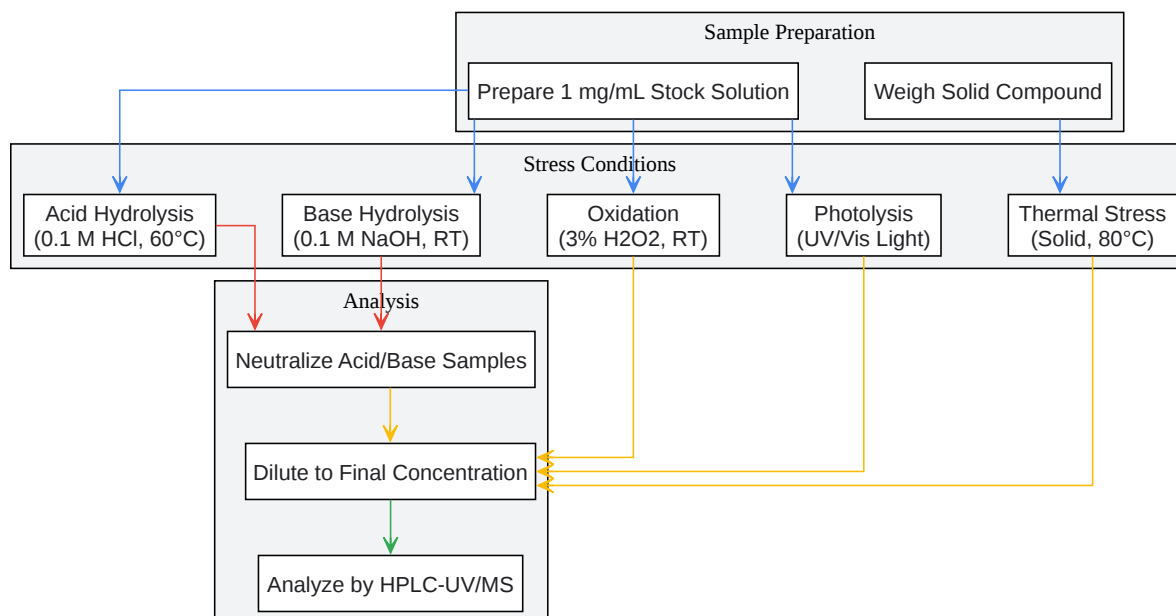 Sample Preparation
Prepare 1 mg/mL Stock Solution
Weigh Solid Compound
Stress Conditions
Acid Hydrolysis
(0.1 M HCl, 60°C)
Base Hydrolysis
(0.1 M NaOH, RT)
Oxidation
(3% H2O2, RT)
Photolysis
(UV/Vis Light)
Thermal Stress
(Solid, 80°C)
Analysis
Neutralize Acid/Base Samples
Dilute to Final Concentration
Analyze by HPLC-UV/MS